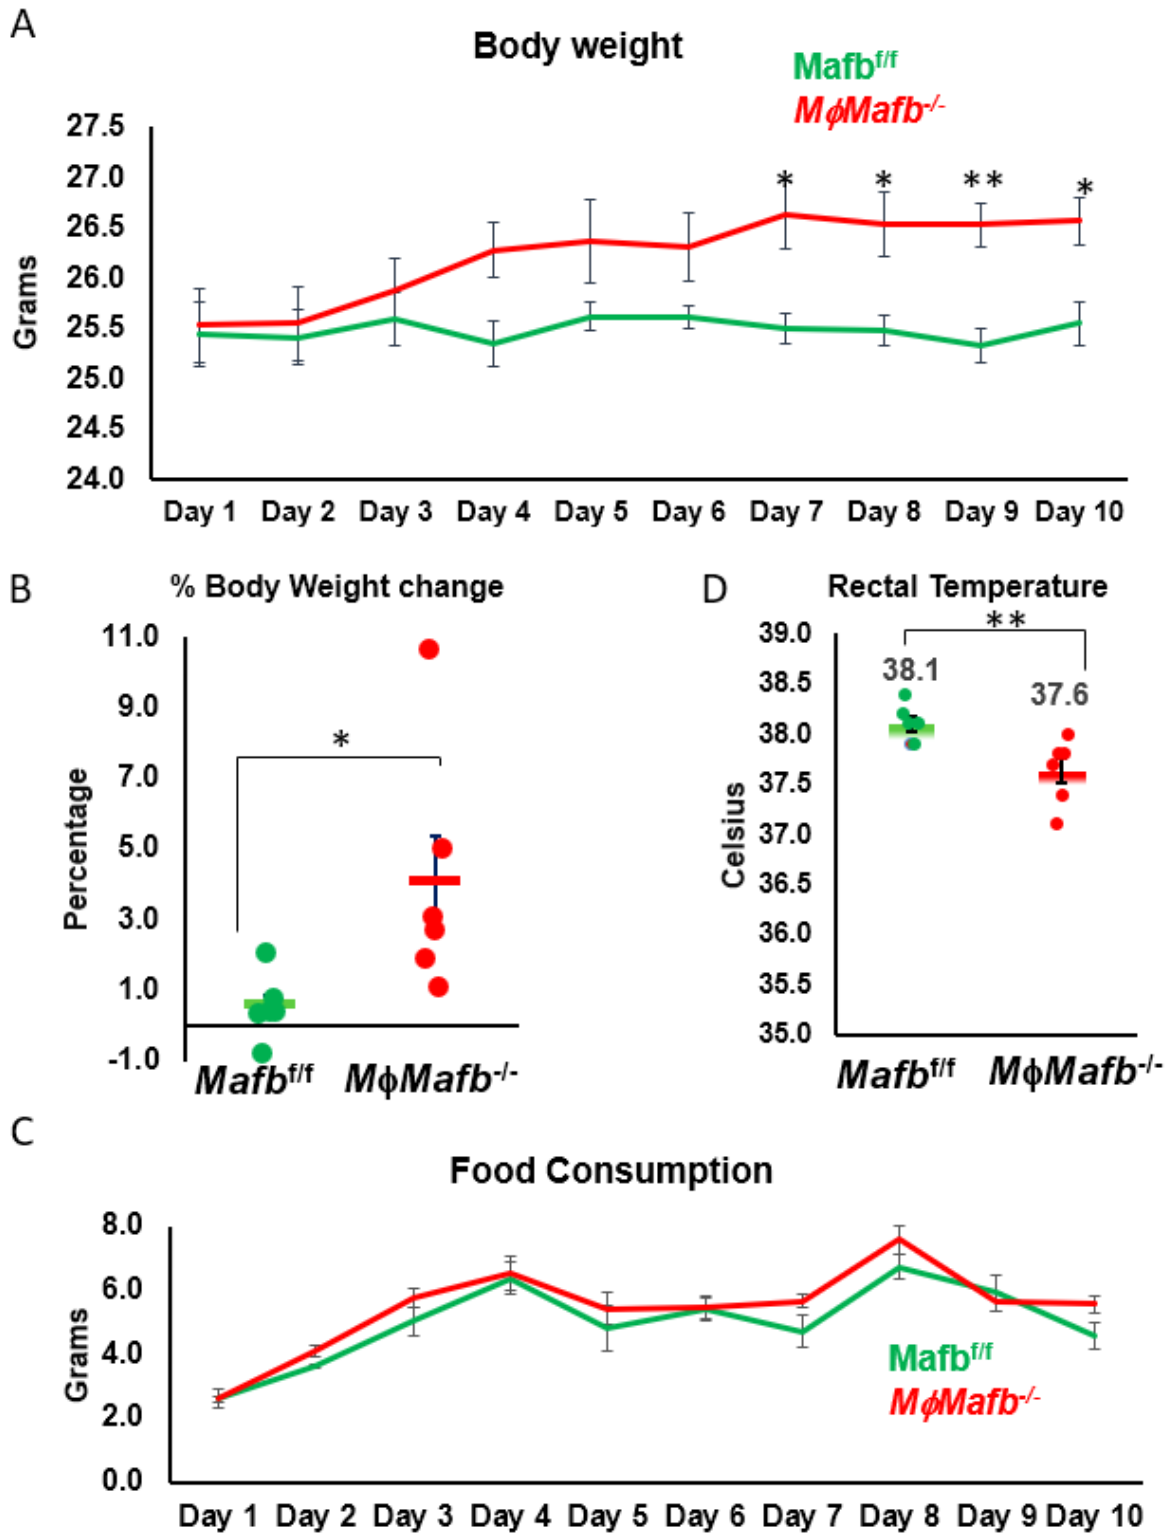 A
Body weight
Mafbf/f
MϕMafb-/-
27.5
27.0
26.5
26.0
25.5
25.0
24.5
24.0
Grams
* * ** *
Day 1 Day 2 Day 3 Day 4 Day 5 Day 6 Day 7 Day 8 Day 9 Day 10
B
% Body Weight change
11.0
9.0
7.0
5.0
3.0
1.0
-1.0
Percentage
*
Mafbf/f MϕMafb-/-
D
Rectal Temperature
39.0
38.5
38.0
37.5
37.0
36.5
36.0
35.5
35.0
Celsius
**
38.1
37.6
Mafbf/f MϕMafb-/-
C
Food Consumption
8.0
6.0
4.0
2.0
0.0
Grams
Mafbf/f
MϕMafb-/-
Day 1 Day 2 Day 3 Day 4 Day 5 Day 6 Day 7 Day 8 Day 9 Day 10